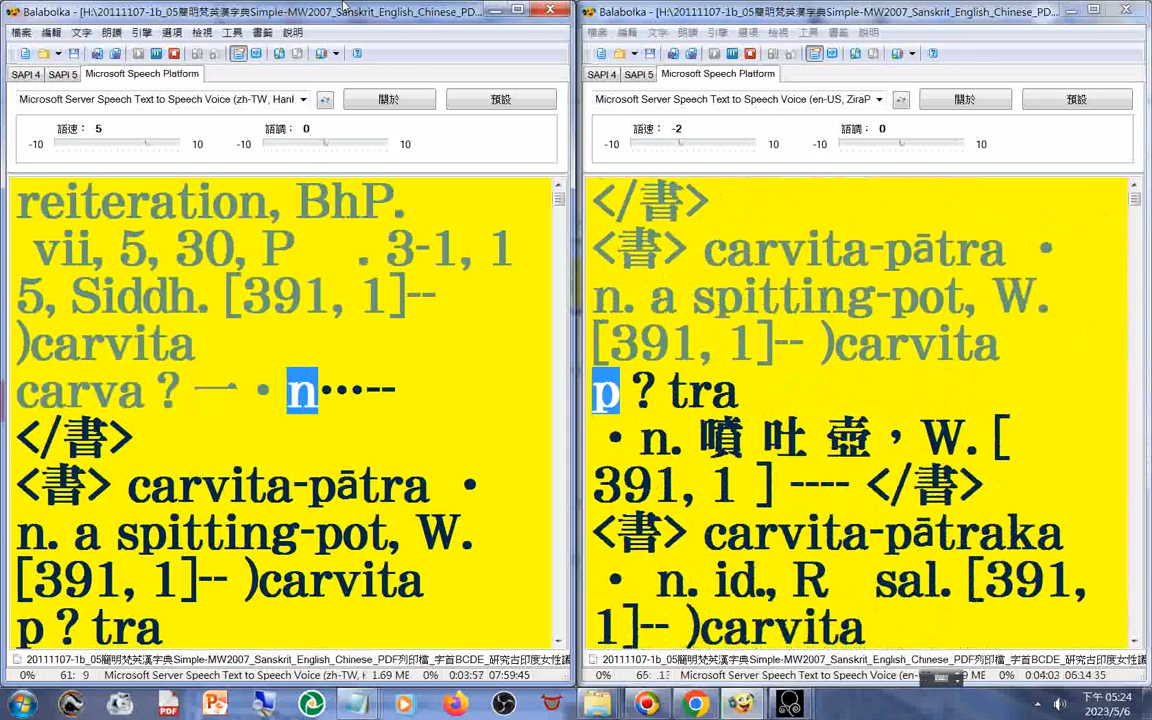 Balabolka - [H:\20111107-1b_05簡明梵英漢字典Simple-MW2007_Sanskrit_English_Chinese_PD...
檔案 編輯 文字 朗讀 引擎 選項 檢視 工具 書籤 說明
SAPI 4 SAPI 5 Microsoft Speech Platform
Microsoft Server Speech Text to Speech Voice (zh-TW, Hanl 關於 預設
語速: 5 語調: 0
-10 10 -10 10
reiteration, BhP.
vii, 5, 30, P . 3-1, 1
5, Siddh. [391, 1]--
)carvita
carva ? 一 • n…--
</書>
<書> carvita-pātra •
n. a spitting-pot, W.
[391, 1]-- )carvita
p ? tra
20111107-1b_05簡明梵英漢字典Simple-MW2007_Sanskrit_English_Chinese_PDF列印檔_字首BCDE_研究古印度女性議
0% 61: 9 Microsoft Server Speech Text to Speech Voice (zh-TW, H 1.69 MB 0% 0:03:57 07:59:45
Balabolka - [H:\20111107-1b_05簡明梵英漢字典Simple-MW2007_Sanskrit_English_Chinese_PD...
檔案 編輯 文字 朗讀 引擎 選項 檢視 工具 書籤 說明
SAPI 4 SAPI 5 Microsoft Speech Platform
Microsoft Server Speech Text to Speech Voice (en-US, ZiraP 關於 預設
語速: -2 語調: 0
-10 10 -10 10
</書>
<書> carvita-pātra •
n. a spitting-pot, W.
[391, 1]-- )carvita
p ? tra
• n. 噴 吐 壺，W. [
391, 1 ] ---- </書>
<書> carvita-pātraka
• n. id., R sal. [391,
1]-- )carvita
20111107-1b_05簡明梵英漢字典Simple-MW2007_Sanskrit_English_Chinese_PDF列印檔_字首BCDE_研究古印度女性議
0% 65: 13 Microsoft Server Speech Text to Speech Voice (en-US, Z 0% 0:04:03 06:14:35
下午 05:24
2023/5/6